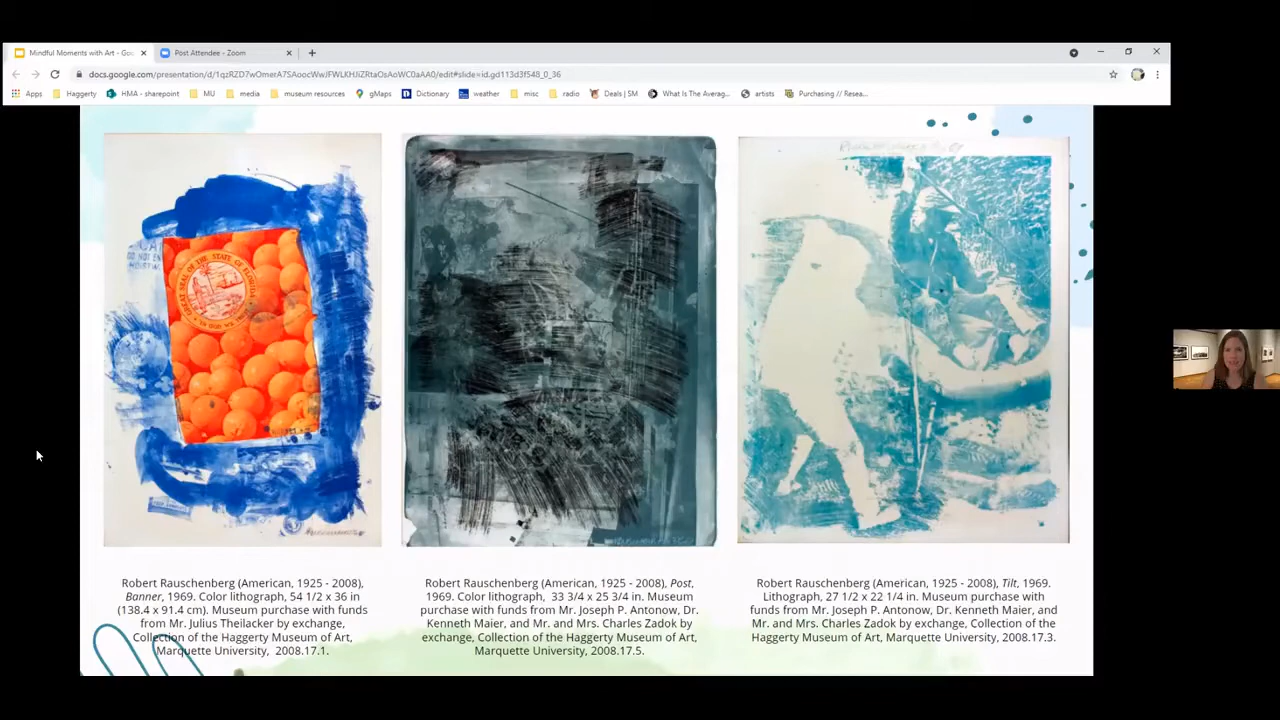 Mindful Moments with Art - Goo
Post Attendee - Zoom
docs.google.com/presentation/d/1qzRZD7wOmerA7SAoocWwJFWLKHJiZRtaOsAoWC0aAA0/edit#slide=id.gd113d3f548_0_36
Apps Haggerty HMA - sharepoint MU media museum resources gMaps Dictionary weather misc radio Deals | SM What Is The Averag... artists Purchasing // Resea...
GREAT SEAL OF THE STATE OF FLORIDA
Robert Rauschenberg (American, 1925 - 2008),
Banner, 1969. Color lithograph, 54 1/2 x 36 in
(138.4 x 91.4 cm). Museum purchase with funds
from Mr. Julius Theilacker by exchange,
Collection of the Haggerty Museum of Art,
Marquette University, 2008.17.1.
Robert Rauschenberg (American, 1925 - 2008), Post,
1969. Color lithograph, 33 3/4 x 25 3/4 in. Museum
purchase with funds from Mr. Joseph P. Antonow, Dr.
Kenneth Maier, and Mr. and Mrs. Charles Zadok by
exchange, Collection of the Haggerty Museum of Art,
Marquette University, 2008.17.5.
Robert Rauschenberg (American, 1925 - 2008), Tilt, 1969.
Lithograph, 27 1/2 x 22 1/4 in. Museum purchase with
funds from Mr. Joseph P. Antonow, Dr. Kenneth Maier, and
Mr. and Mrs. Charles Zadok by exchange, Collection of the
Haggerty Museum of Art, Marquette University, 2008.17.3.